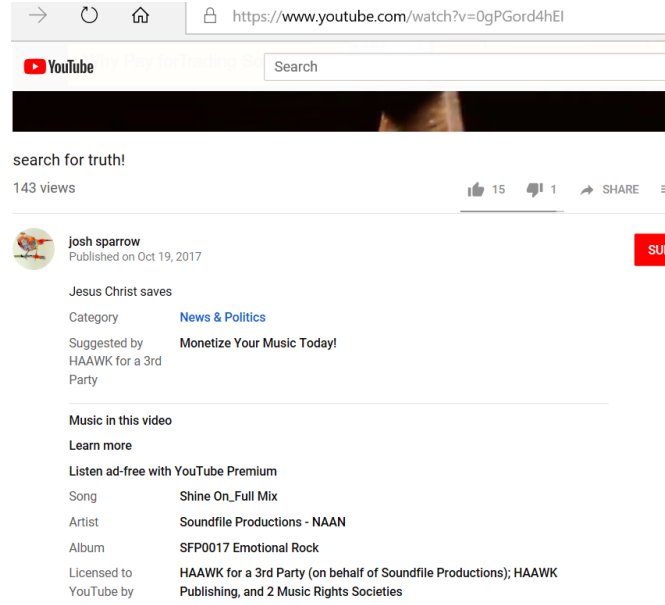 https://www.youtube.com/watch?v=0gPGord4hEI
YouTube
Search
search for truth!
143 views
15
1
SHARE
josh sparrow
Published on Oct 19, 2017
SU
Jesus Christ saves
Category News & Politics
Suggested by Monetize Your Music Today!
HAAWK for a 3rd
Party
Music in this video
Learn more
Listen ad-free with YouTube Premium
Song Shine On_Full Mix
Artist Soundfile Productions - NAAN
Album SFP0017 Emotional Rock
Licensed to HAAWK for a 3rd Party (on behalf of Soundfile Productions); HAAWK
YouTube by Publishing, and 2 Music Rights Societies